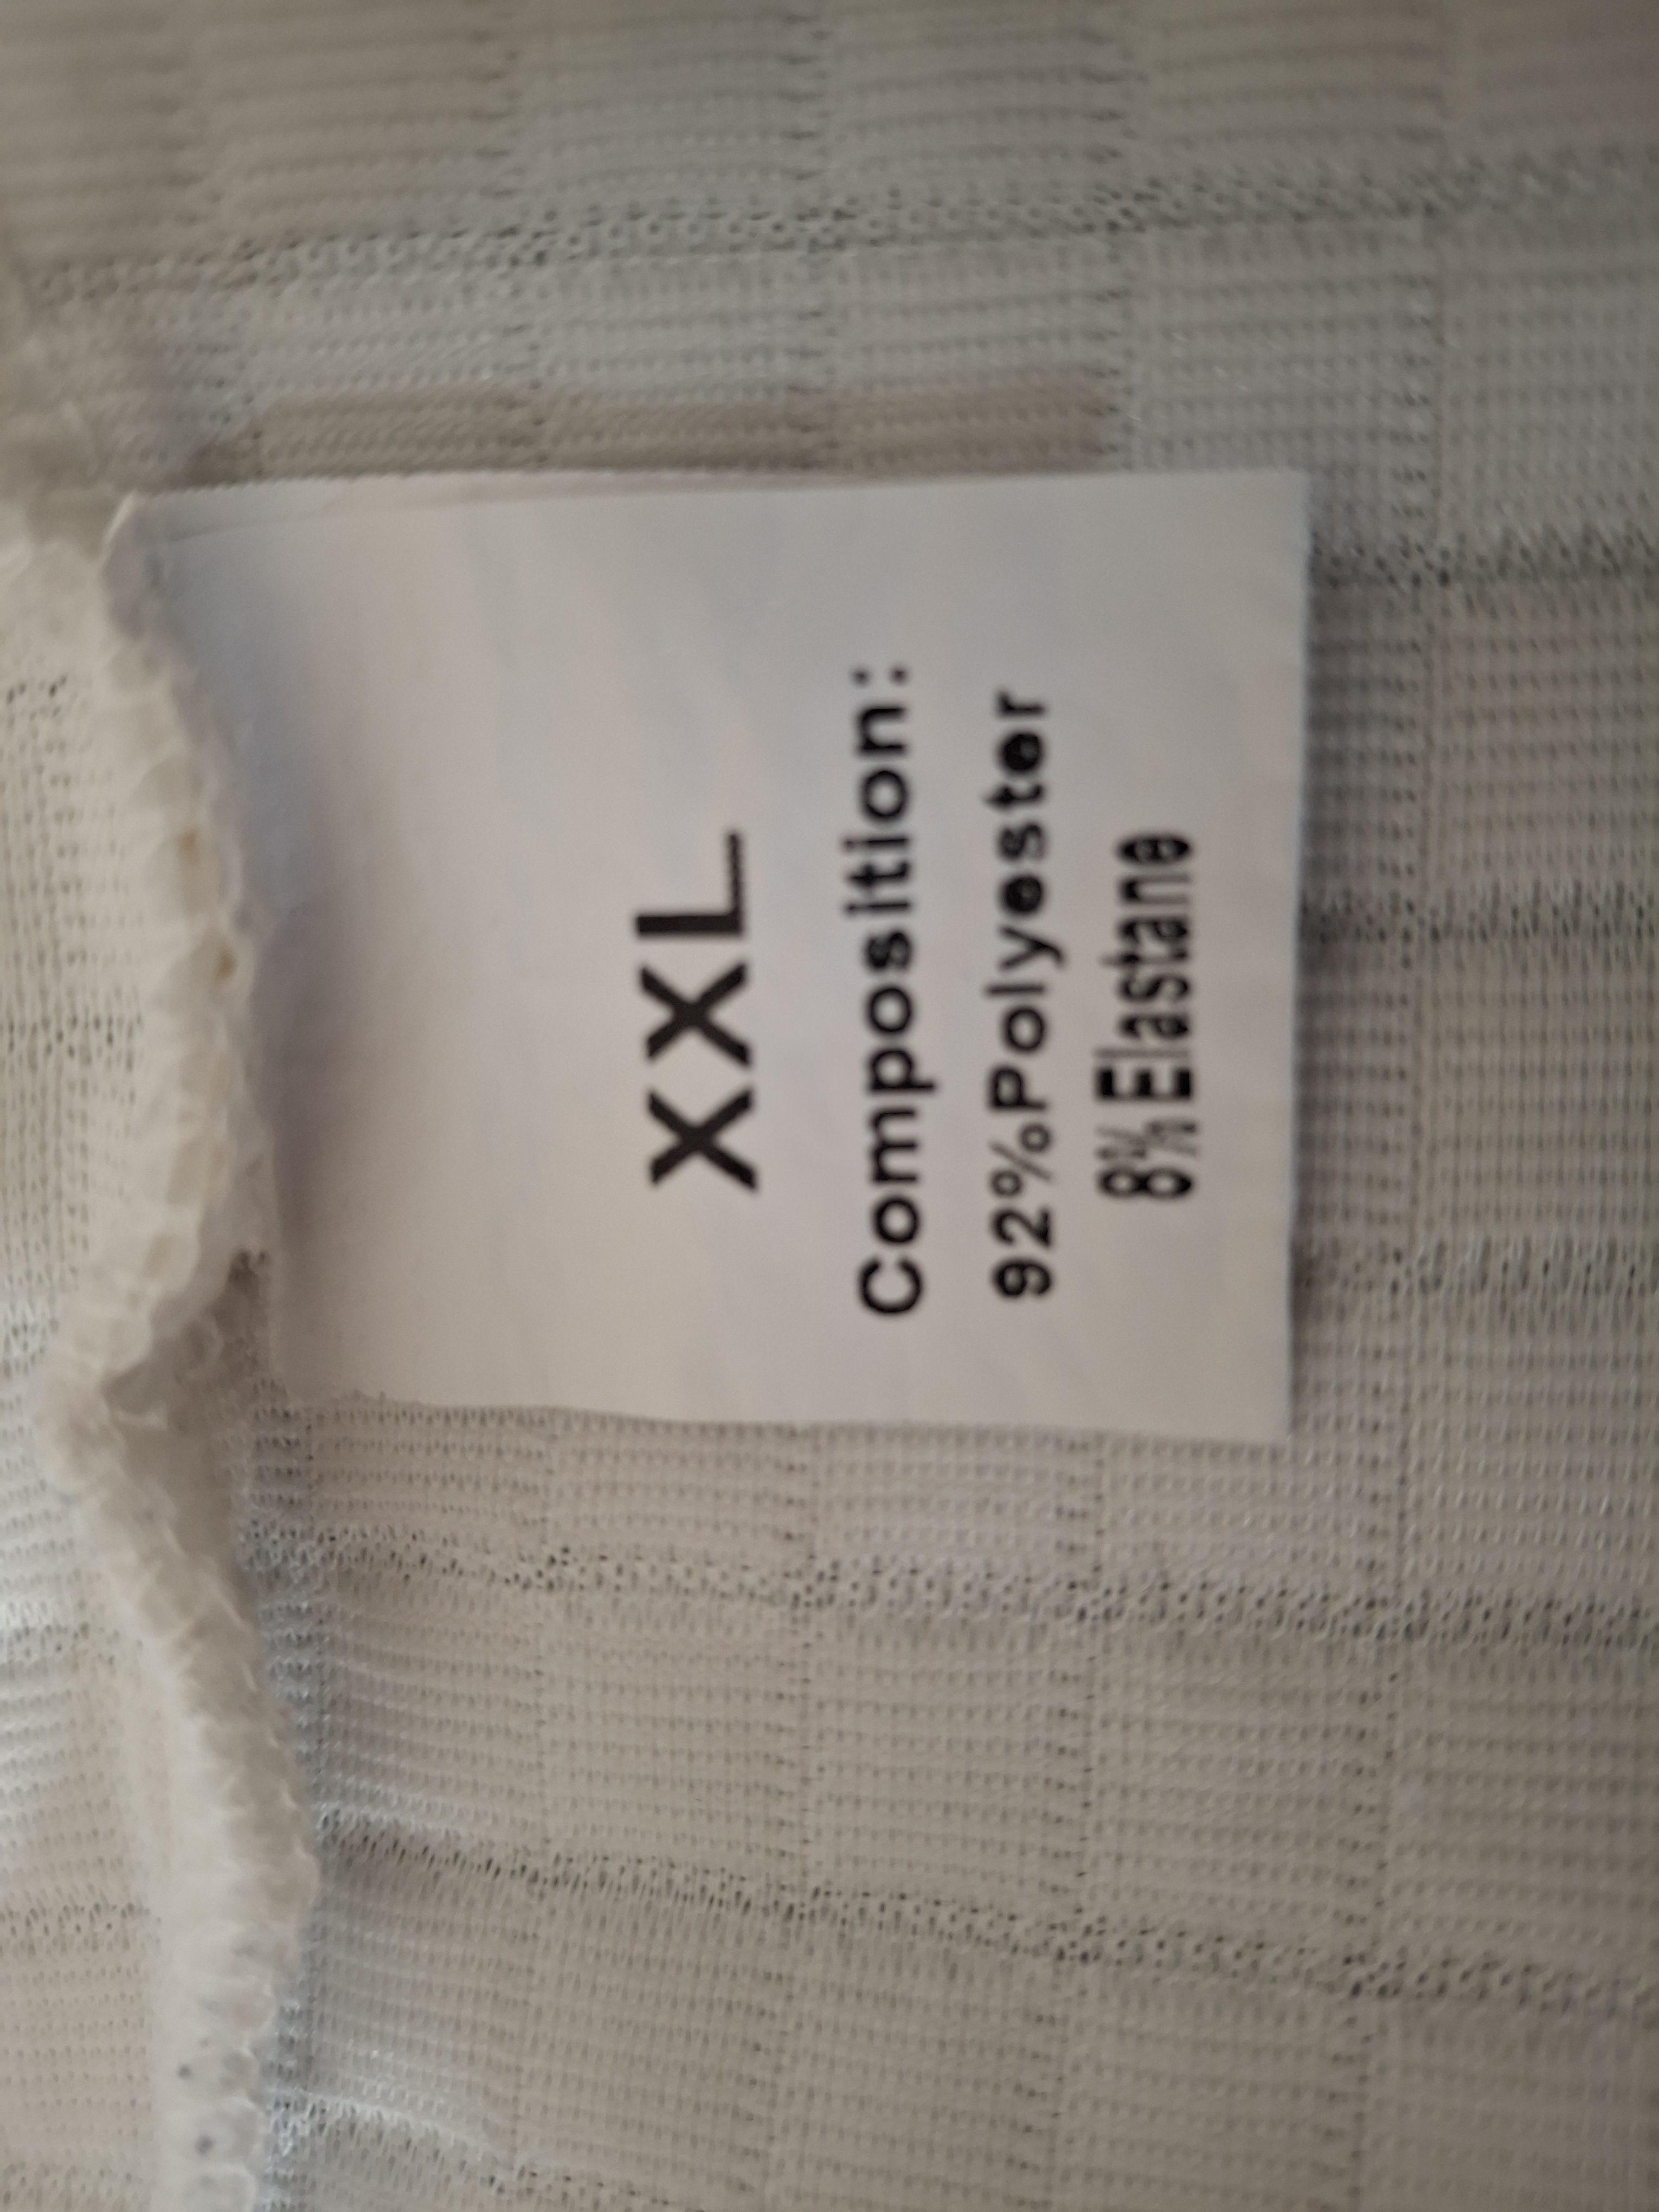 XXL
Composition:
92%Polyester
8%Elastane